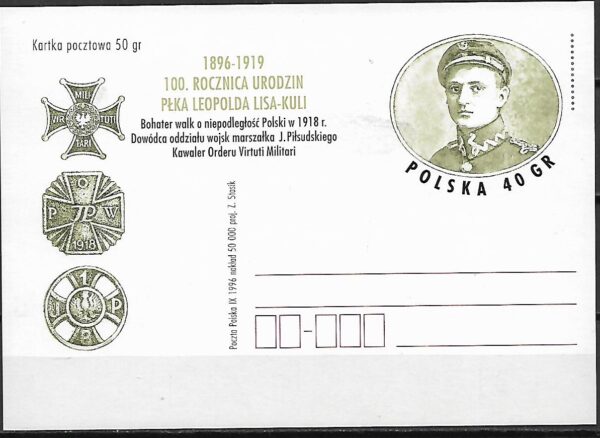 Kartka pocztowa 50 gr
1896-1919
100. ROCZNICA URODZIN
PŁKA LEOPOLDA LISA-KULI
Bohater walk o niepodległość Polski w 1918 r.
Dowódca oddziału wojsk marszałka J. Piłsudskiego
Kawaler Orderu Virtuti Militari
POLSKA 40 GR
MILI
VIR TUTI
TARI
O
P JP W
1918
1
U P
P
Poczta Polska IX 1996 nakład 50 000 proj. Z. Stasik